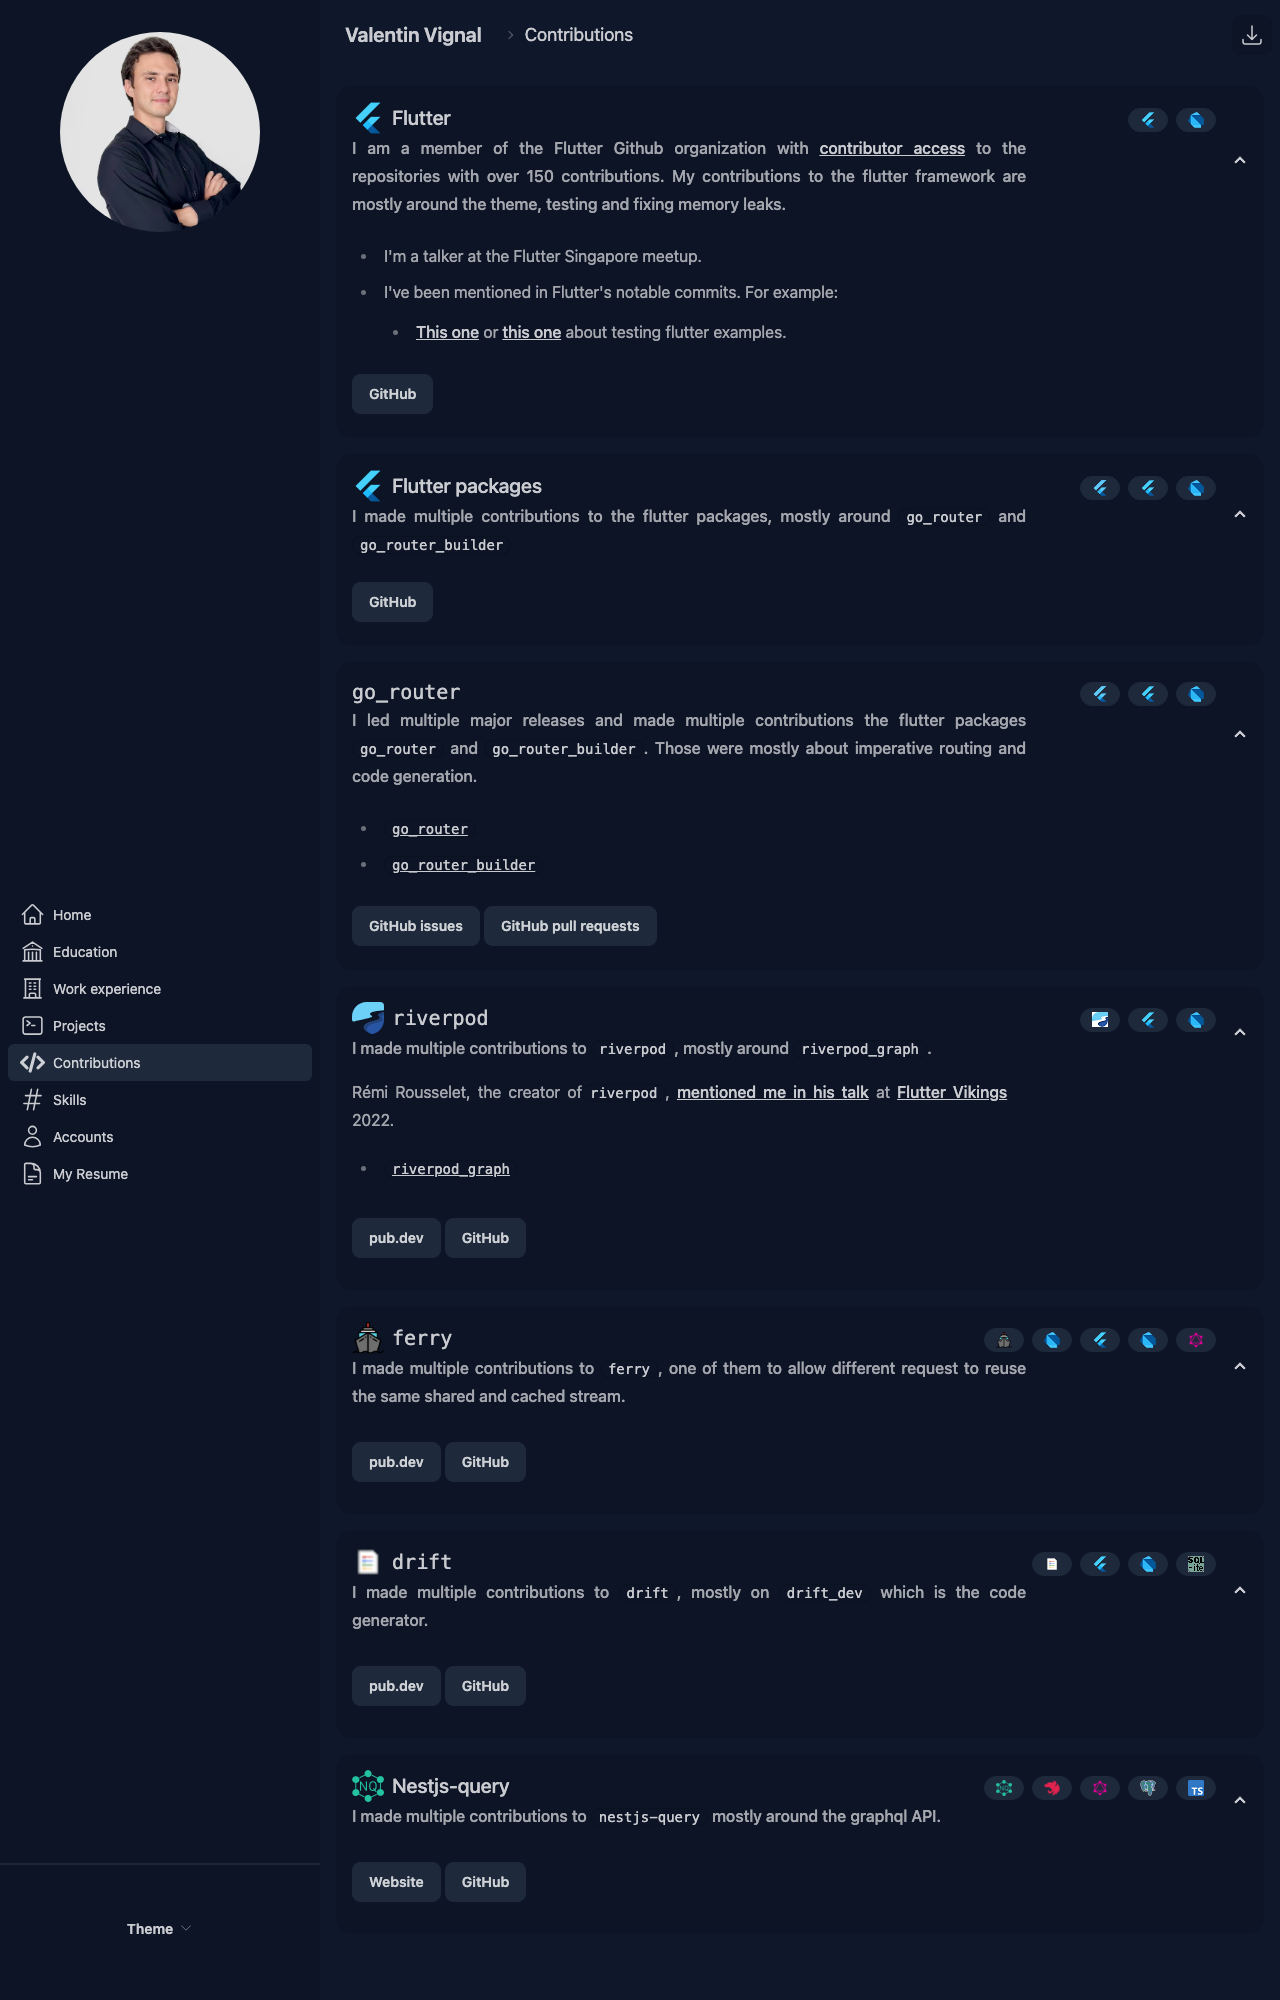 Valentin Vignal
Contributions
Flutter
I am a member of the Flutter Github organization with contributor access to the
repositories with over 150 contributions. My contributions to the flutter framework are
mostly around the theme, testing and fixing memory leaks.
I'm a talker at the Flutter Singapore meetup.
I've been mentioned in Flutter's notable commits. For example:
This one or this one about testing flutter examples.
GitHub
Flutter packages
I made multiple contributions to the flutter packages, mostly around go_router and
go_router_builder
GitHub
go_router
I led multiple major releases and made multiple contributions the flutter packages
go_router and go_router_builder. Those were mostly about imperative routing and
code generation.
go_router
go_router_builder
GitHub issues
GitHub pull requests
Home
Education
Work experience
Projects
Contributions
Skills
Accounts
My Resume
riverpod
I made multiple contributions to riverpod, mostly around riverpod_graph.
Rémi Rousselet, the creator of riverpod, mentioned me in his talk at Flutter Vikings
2022.
riverpod_graph
pub.dev
GitHub
ferry
I made multiple contributions to ferry, one of them to allow different request to reuse
the same shared and cached stream.
pub.dev
GitHub
drift
SQL
ite
I made multiple contributions to drift, mostly on drift_dev which is the code
generator.
pub.dev
GitHub
NQ
Nestjs-query
NQ
TS
I made multiple contributions to nestjs-query mostly around the graphql API.
Website
GitHub
Theme